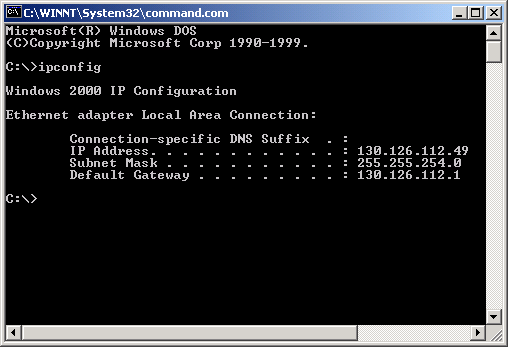 C:\WINNT\System32\command.com
Microsoft(R) Windows DOS
(C)Copyright Microsoft Corp 1990-1999.
C:\>ipconfig
Windows 2000 IP Configuration
Ethernet adapter Local Area Connection:
Connection-specific DNS Suffix  . :
IP Address. . . . . . . . . . . . : 130.126.112.49
Subnet Mask . . . . . . . . . . . : 255.255.254.0
Default Gateway . . . . . . . . . : 130.126.112.1
C:\>